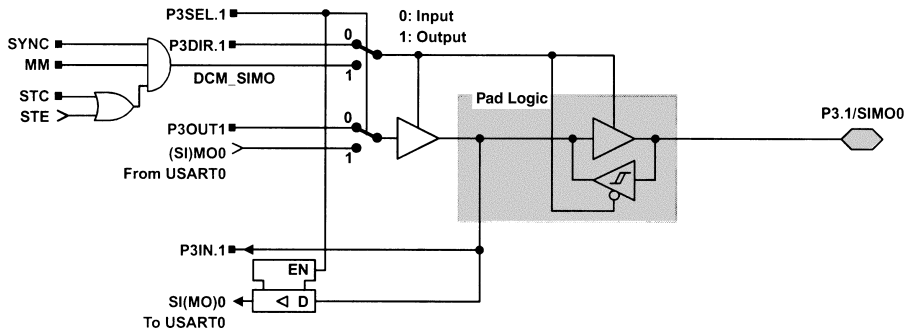 P3SEL.1
0: Input
1: Output
SYNC
P3DIR.1
0
MM
1
DCM_SIMO
STC
STE
Pad Logic
P3.1/SIMO0
P3OUT1
0
(SI)MO0
1
From USART0
P3IN.1
EN
SI(MO)0
D
To USART0